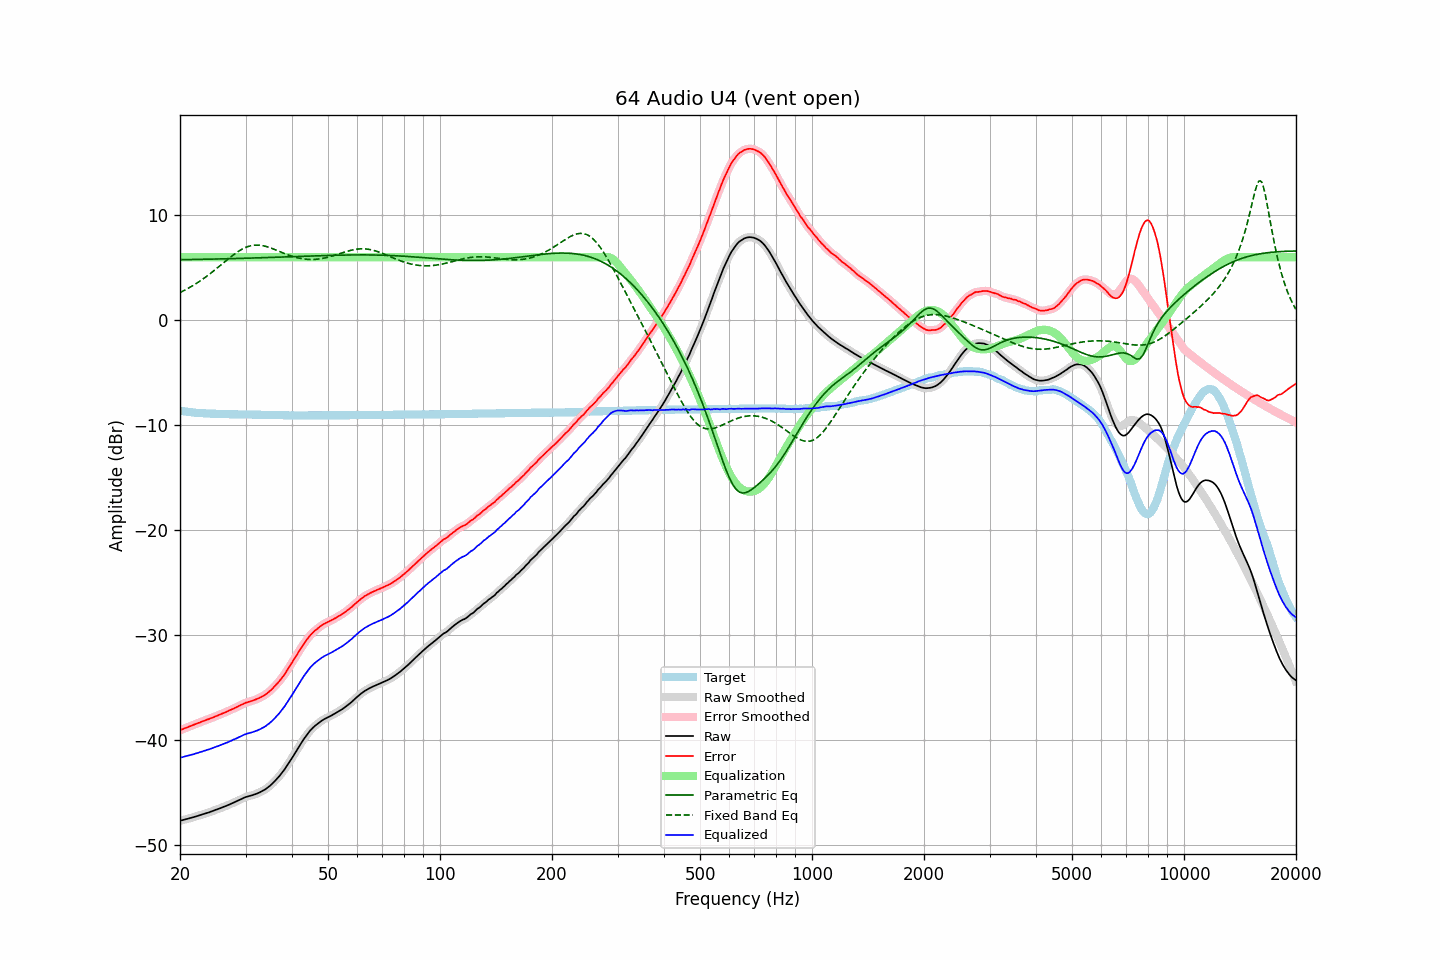 64 Audio U4 (vent open)
Amplitude (dBr)
10
0
−10
−20
−30
−40
−50
Target
Raw Smoothed
Error Smoothed
Raw
Error
Equalization
Parametric Eq
Fixed Band Eq
Equalized
20 50 100 200 500 1000 2000 5000 10000 20000
Frequency (Hz)